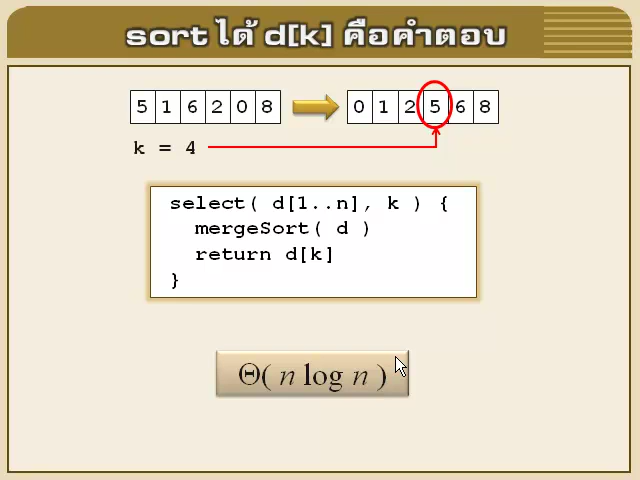 sort ได้ d[k] คือคำตอบ
5 1 6 2 0 8
0 1 2 5 6 8
k = 4
select( d[1..n], k ) {
mergeSort( d )
return d[k]
}
Θ( n log n )